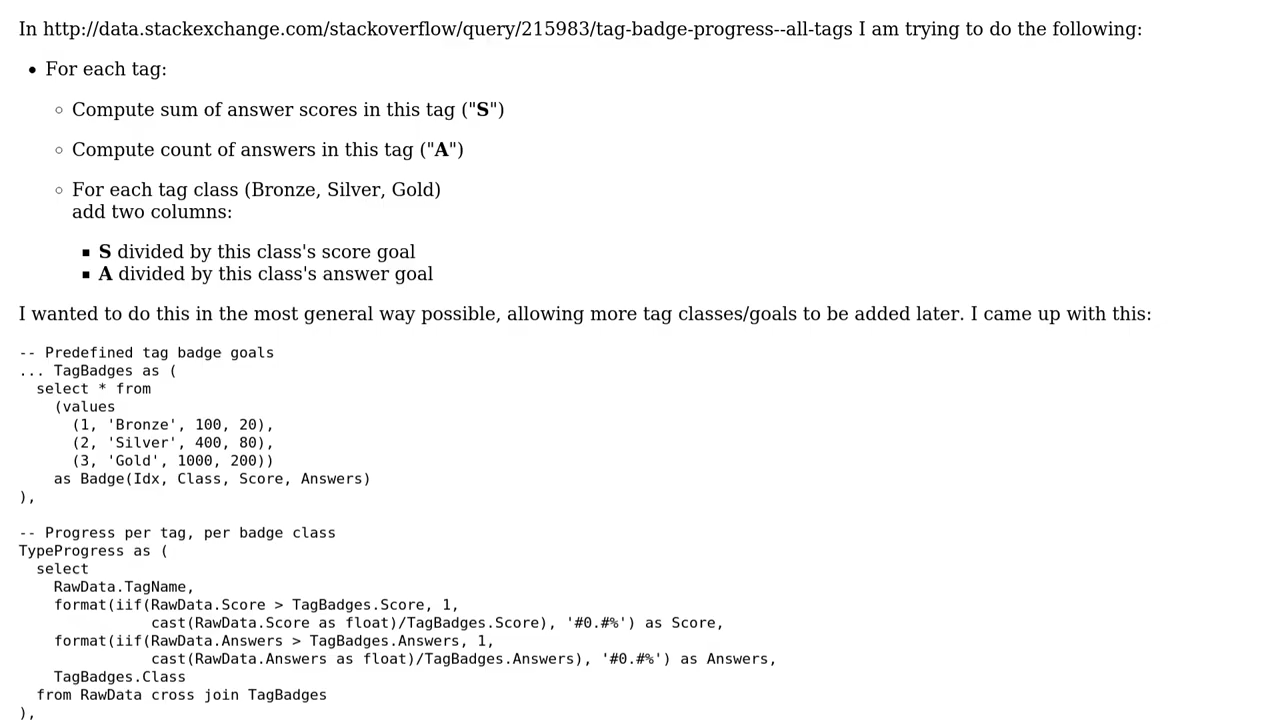 In http://data.stackexchange.com/stackoverflow/query/215983/tag-badge-progress--all-tags I am trying to do the following:
• For each tag:
◦ Compute sum of answer scores in this tag ("S")
◦ Compute count of answers in this tag ("A")
◦ For each tag class (Bronze, Silver, Gold)
add two columns:
▪ S divided by this class's score goal
▪ A divided by this class's answer goal
I wanted to do this in the most general way possible, allowing more tag classes/goals to be added later. I came up with this:
-- Predefined tag badge goals
... TagBadges as (
  select * from
    (values
      (1, 'Bronze', 100, 20),
      (2, 'Silver', 400, 80),
      (3, 'Gold', 1000, 200))
    as Badge(Idx, Class, Score, Answers)
),
-- Progress per tag, per badge class
TypeProgress as (
  select
    RawData.TagName,
    format(iif(RawData.Score > TagBadges.Score, 1,
               cast(RawData.Score as float)/TagBadges.Score), '#0.#%') as Score,
    format(iif(RawData.Answers > TagBadges.Answers, 1,
               cast(RawData.Answers as float)/TagBadges.Answers), '#0.#%') as Answers,
    TagBadges.Class
  from RawData cross join TagBadges
),